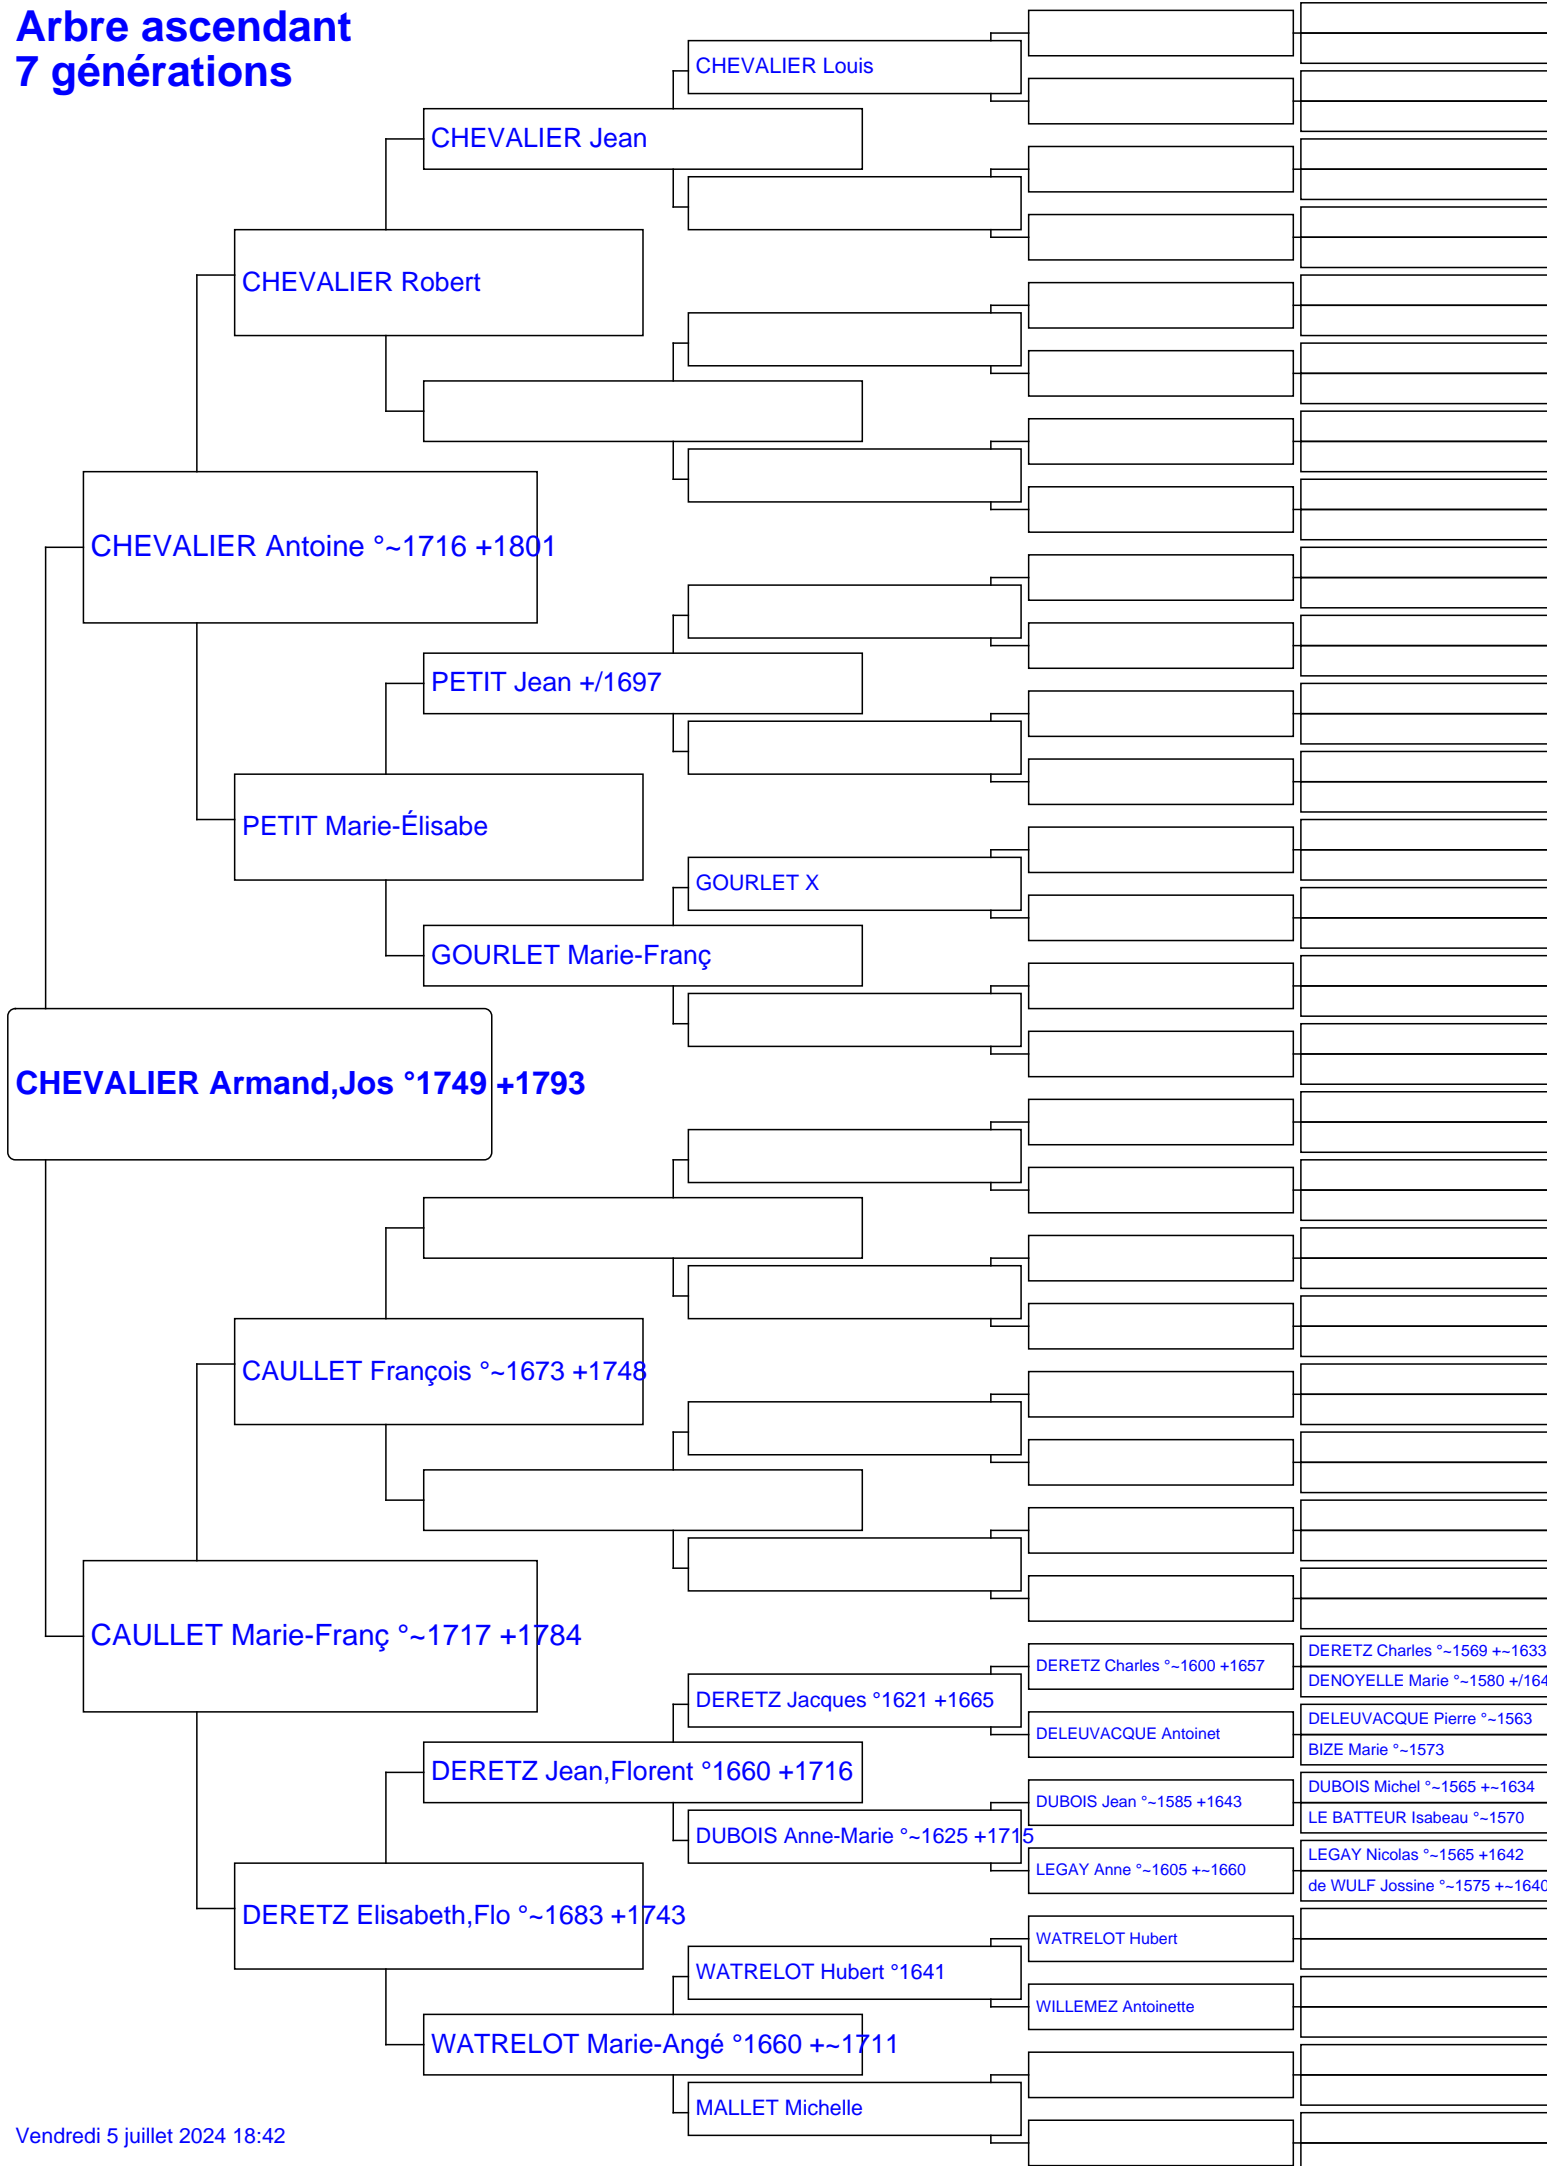 Arbre ascendant
7 générations
CHEVALIER Louis
CHEVALIER Jean
CHEVALIER Robert
CHEVALIER Antoine °~1716 +1801
PETIT Jean +/1697
PETIT Marie-Élisabe
GOURLET X
GOURLET Marie-Franç
CHEVALIER Armand,Jos °1749 +1793
CAULLET François °~1673 +1748
CAULLET Marie-Franç °~1717 +1784
DERETZ Charles °~1569 +~1633
DERETZ Charles °~1600 +1657
DENOYELLE Marie °~1580 +/164
DERETZ Jacques °1621 +1665
DELEUVACQUE Pierre °~1563
DELEUVACQUE Antoinet
BIZE Marie °~1573
DERETZ Jean,Florent °1660 +1716
DUBOIS Michel °~1565 +~1634
DUBOIS Jean °~1585 +1643
LE BATTEUR Isabeau °~1570
DUBOIS Anne-Marie °~1625 +1715
LEGAY Nicolas °~1565 +1642
LEGAY Anne °~1605 +~1660
de WULF Jossine °~1575 +~1640
DERETZ Elisabeth,Flo °~1683 +1743
WATRELOT Hubert
WATRELOT Hubert °1641
WILLEMEZ Antoinette
WATRELOT Marie-Angé °1660 +~1711
MALLET Michelle
Vendredi 5 juillet 2024 18:42